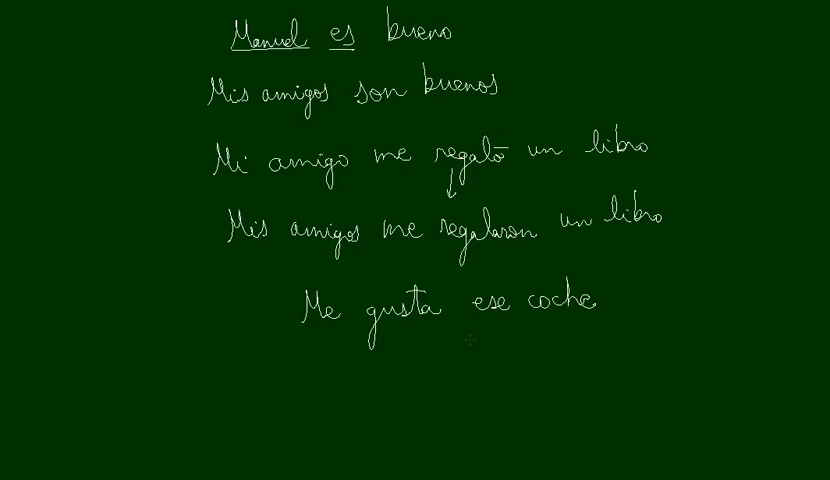 Manuel es bueno
Mis amigos son buenos
Mi amigo me regaló un libro
Mis amigos me regalaron un libro
Me gusta ese coche